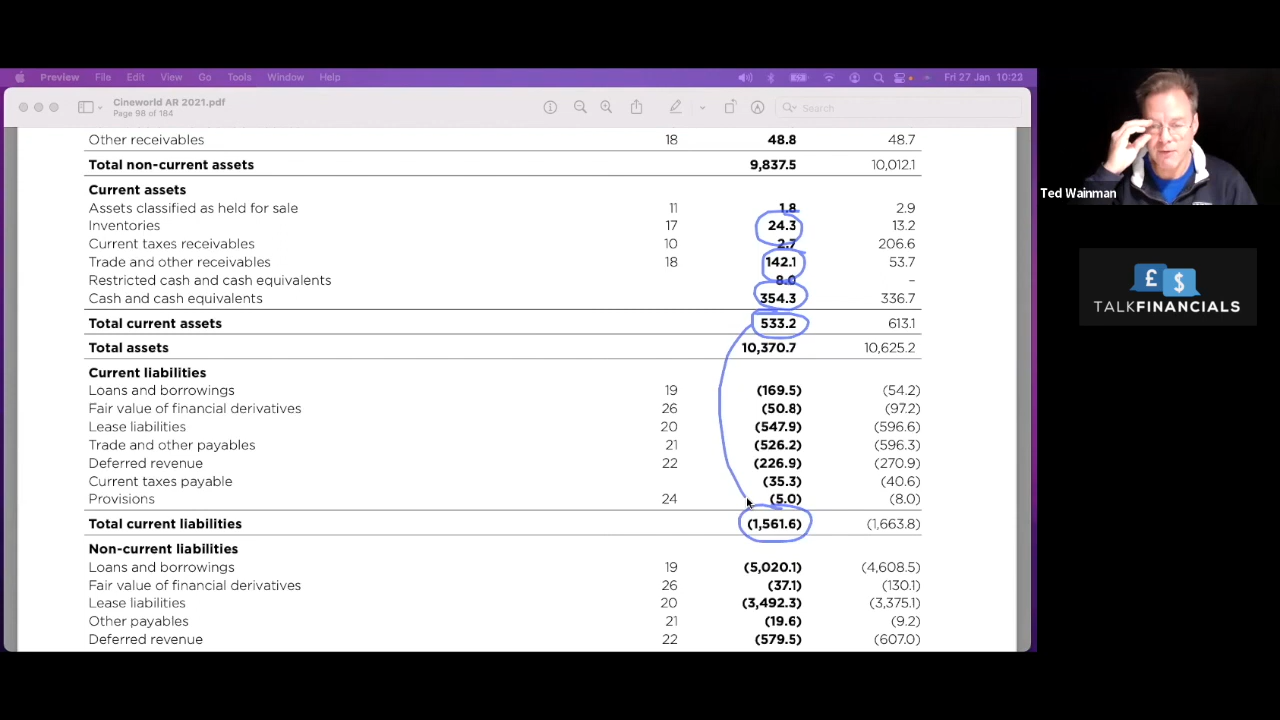 Preview File Edit View Go Tools Window Help Fri 27 Jan 10:23
Cineworld AR 2021.pdf
Page 98 of 184
Search
Other receivables 18 48.8 48.7
Total non-current assets 9,837.5 10,012.1
Current assets
Assets classified as held for sale 11 1.8 2.9
Inventories 17 24.3 13.2
Current taxes receivables 10 2.7 206.6
Trade and other receivables 18 142.1 53.7
Restricted cash and cash equivalents 8.0 –
Cash and cash equivalents 354.3 336.7
Total current assets 533.2 613.1
Total assets 10,370.7 10,625.2
Current liabilities
Loans and borrowings 19 (169.5) (54.2)
Fair value of financial derivatives 26 (50.8) (97.2)
Lease liabilities 20 (547.9) (596.6)
Trade and other payables 21 (526.2) (596.3)
Deferred revenue 22 (226.9) (270.9)
Current taxes payable (35.3) (40.6)
Provisions 24 (5.0) (8.0)
Total current liabilities (1,561.6) (1,663.8)
Non-current liabilities
Loans and borrowings 19 (5,020.1) (4,608.5)
Fair value of financial derivatives 26 (37.1) (130.1)
Lease liabilities 20 (3,492.3) (3,375.1)
Other payables 21 (19.6) (9.2)
Deferred revenue 22 (579.5) (607.0)
Ted Wainman
£ $
TALKFINANCIALS